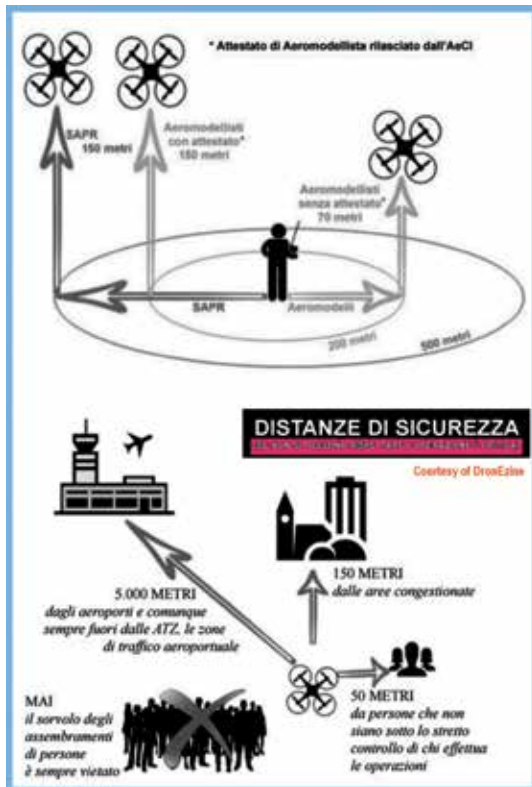 * Attestato di Aeromodellista rilasciato dall'AeCI
SAPR
150 metri
Aeromodellisti
con attestato*
150 metri
Aeromodellisti
senza attestato*
70 metri
SAPR
Aeromodelli
200 metri
500 metri
DISTANZE DI SICUREZZA
Courtesy of DronEzine
5.000 METRI
dagli aeroporti e comunque
sempre fuori dalle ATZ, le zone
di traffico aeroportuale
150 METRI
dalle aree congestionate
MAI
il sorvolo degli
assembramenti
di persone
è sempre vietato
50 METRI
da persone che non
siano sotto lo stretto
controllo di chi effettua
le operazioni